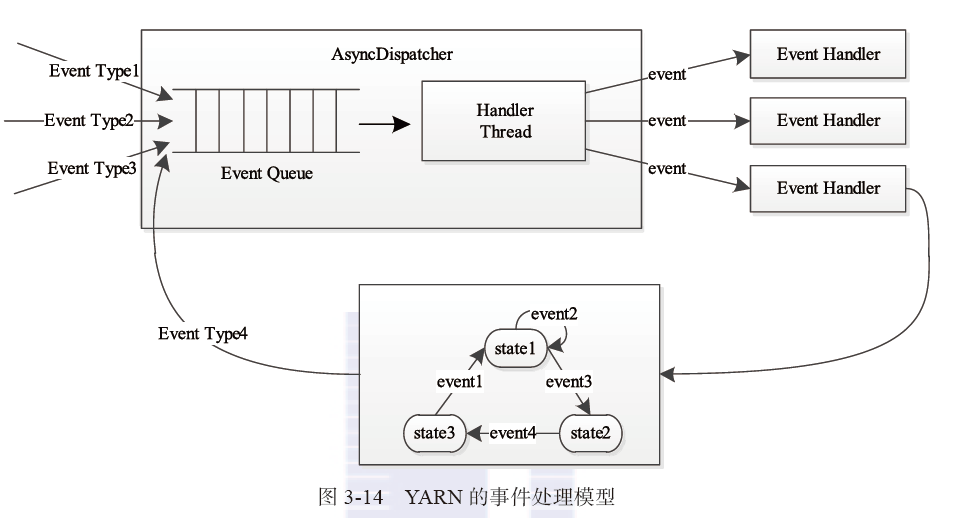 AsyncDispatcher
Event Type1
Event Type2
Event Type3
Event Queue
Handler
Thread
event
event
event
Event Handler
Event Handler
Event Handler
Event Type4
event2
state1
event1
event3
state3
event4
state2
图 3-14 YARN 的事件处理模型